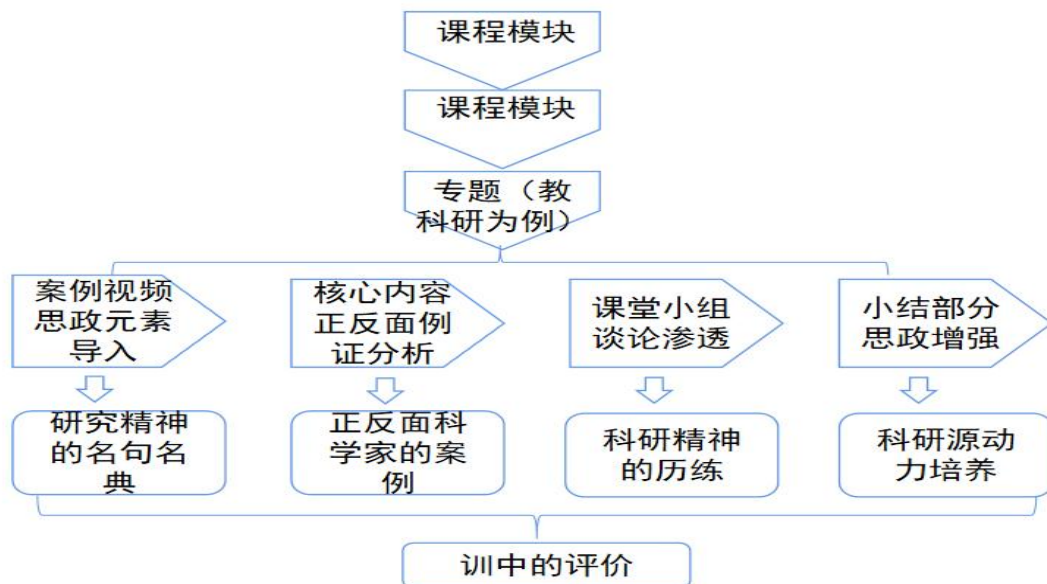 课程模块
课程模块
专题（教
科研为例）
案例视频
思政元素
导入
核心内容
正反面例
证分析
课堂小组
谈论渗透
小结部分
思政增强
研究精神
的名句名
典
正反面科
学家的案
例
科研精神
的历练
科研源动
力培养
训中的评价